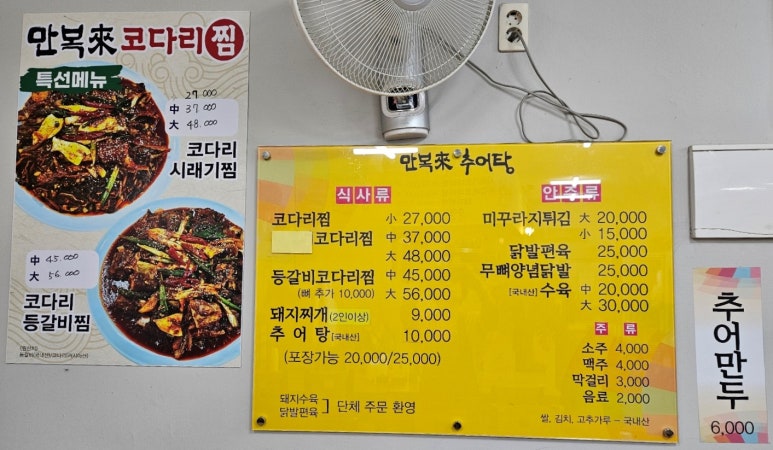 만복來 코다리찜
특선메뉴
27000
中 37.000
大 48.000
코다리
시래기찜
中 45.000
大 56.000
코다리
등갈비찜
만복來 추어탕
식사류
코다리찜 小 27,000
코다리찜 中 37,000
大 48,000
등갈비코다리찜 中 45,000
(뼈 추가 10,000) 大 56,000
돼지찌개(2인이상) 9,000
추어탕[국내산] 10,000
(포장가능 20,000/25,000)
돼지수육
닭발편육 ] 단체 주문 환영
안주류
미꾸라지튀김 大 20,000
小 15,000
닭발편육 25,000
무뼈양념닭발 25,000
[국내산]수육 中 20,000
大 30,000
주류
소주 4,000
맥주 4,000
막걸리 3,000
음료 2,000
쌀, 김치, 고추가루 - 국내산
추어만두
6,000